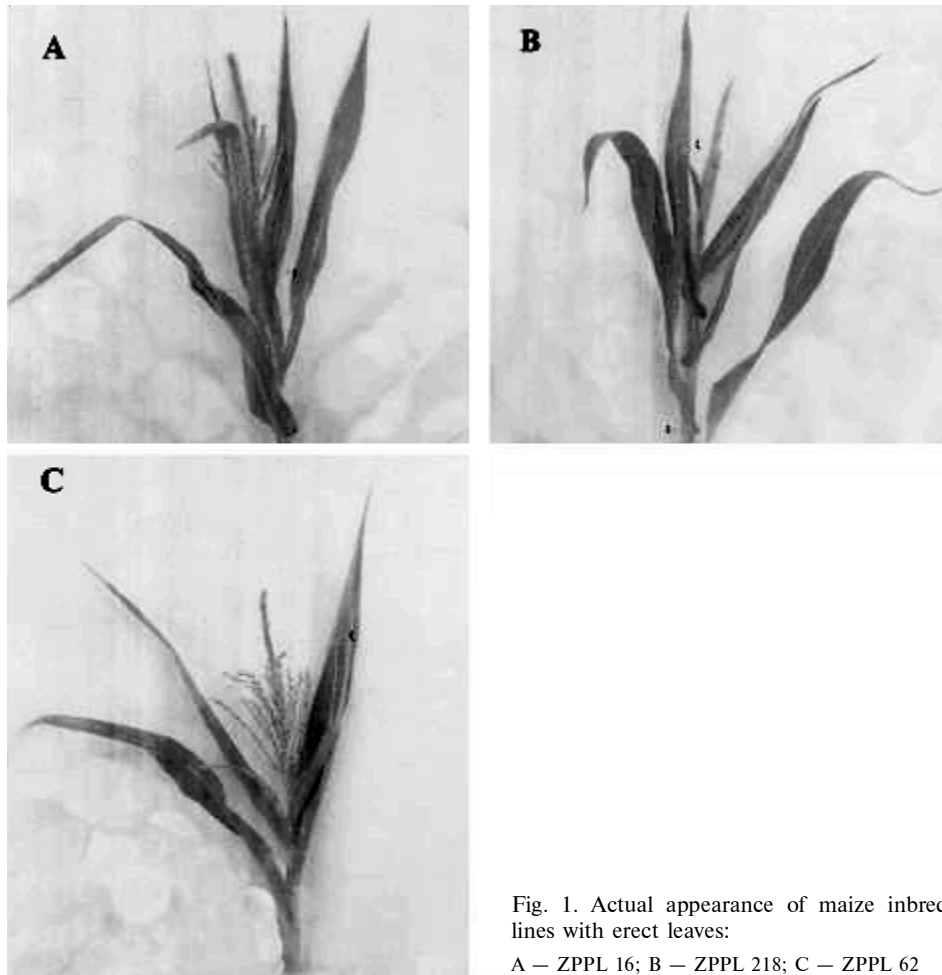 A
B
C
Fig. 1. Actual appearance of maize inbred
lines with erect leaves:
A — ZPPL 16; B — ZPPL 218; C — ZPPL 62